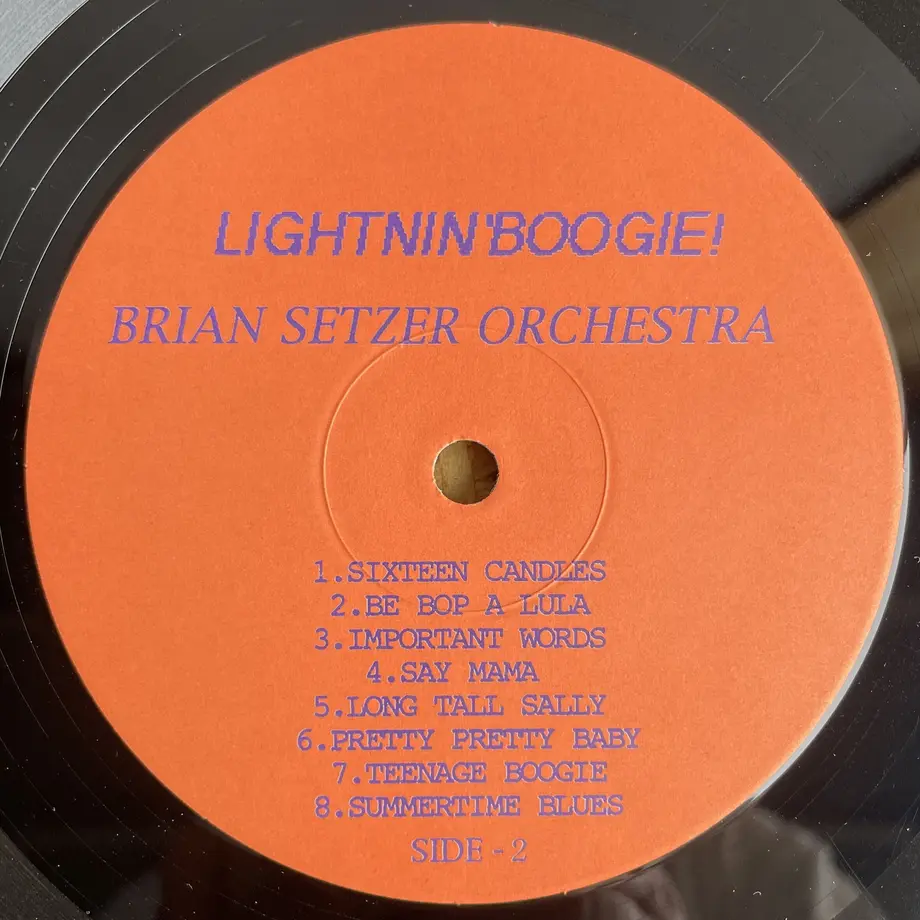 LIGHTNIN'BOOGIE!
BRIAN SETZER ORCHESTRA
1.SIXTEEN CANDLES
2.BE BOP A LULA
3.IMPORTANT WORDS
4.SAY MAMA
5.LONG TALL SALLY
6.PRETTY PRETTY BABY
7.TEENAGE BOOGIE
8.SUMMERTIME BLUES
SIDE - 2